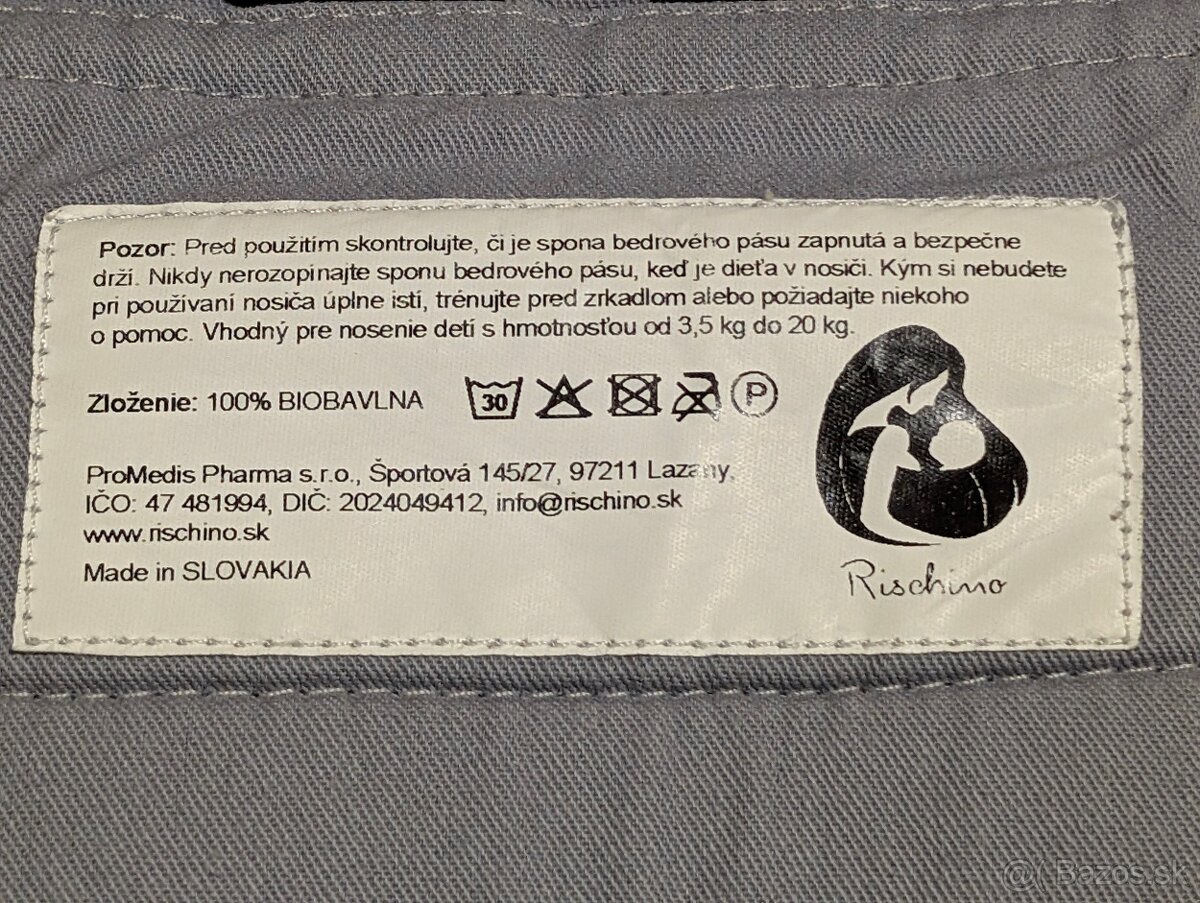 Pozor: Pred použitím skontrolujte, či je spona bedrového pásu zapnutá a bezpečne
drží. Nikdy nerozopínajte sponu bedrového pásu, keď je dieťa v nosiči. Kým si nebudete
pri používaní nosiča úplne istí, trénujte pred zrkadlom alebo požiadajte niekoho
o pomoc. Vhodný pre nosenie detí s hmotnosťou od 3,5 kg do 20 kg.
Zloženie: 100% BIOBAVLNA
30
P
ProMedis Pharma s.r.o., Športová 145/27, 97211 Lazany,
IČO: 47 481994, DIČ: 2024049412, info@rischino.sk
www.rischino.sk
Made in SLOVAKIA
Rischino
@( Bazos.sk